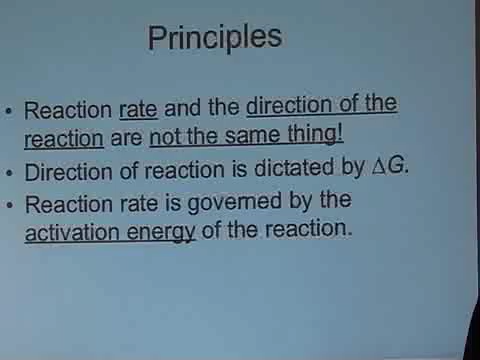 Principles
• Reaction rate and the direction of the
reaction are not the same thing!
• Direction of reaction is dictated by ΔG.
• Reaction rate is governed by the
activation energy of the reaction.